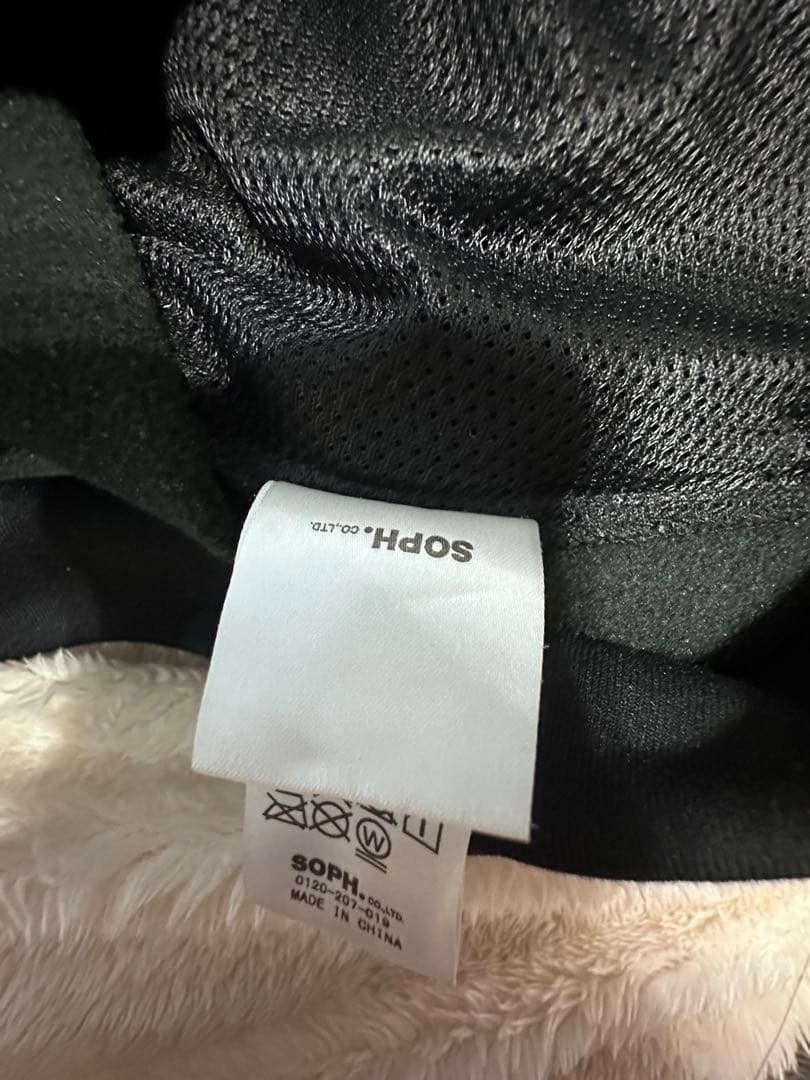 SOPH. CO.,LTD.
W
SOPH. CO.,LTD.
0120-207-019
MADE IN CHINA